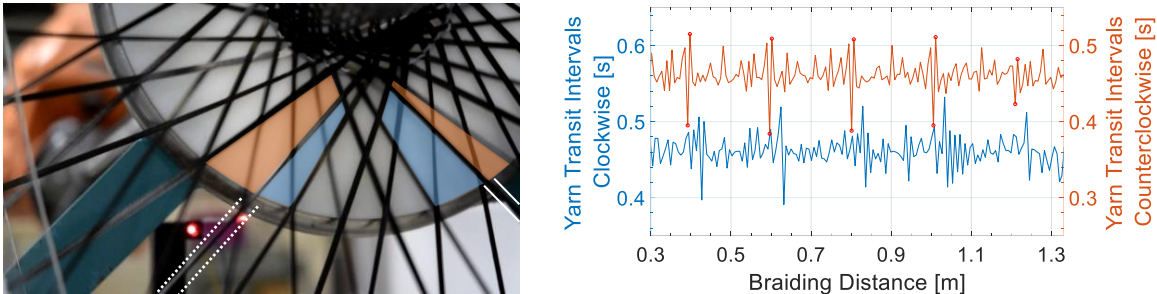 Yarn Transit Intervals
Clockwise [s]
0.6
0.5
0.4
0.3
0.5
0.7
0.9
1.1
1.3
Braiding Distance [m]
0.5
0.4
0.3
Yarn Transit Intervals
Counterclockwise [s]